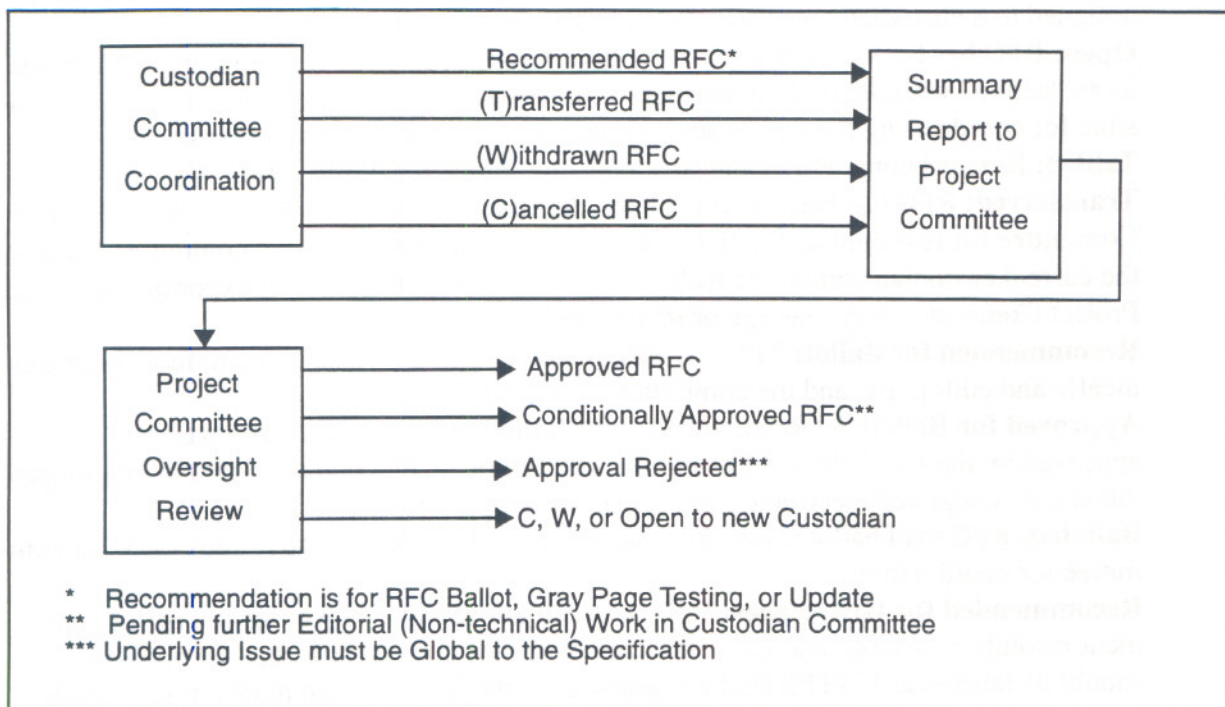 Custodian
Committee
Coordination
Recommended RFC*
(T)ransferred RFC
(W)ithdrawn RFC
(C)ancelled RFC
Summary
Report to
Project
Committee
Project
Committee
Oversight
Review
Approved RFC
Conditionally Approved RFC**
Approval Rejected***
C, W, or Open to new Custodian
* Recommendation is for RFC Ballot, Gray Page Testing, or Update
** Pending further Editorial (Non-technical) Work in Custodian Committee
*** Underlying Issue must be Global to the Specification